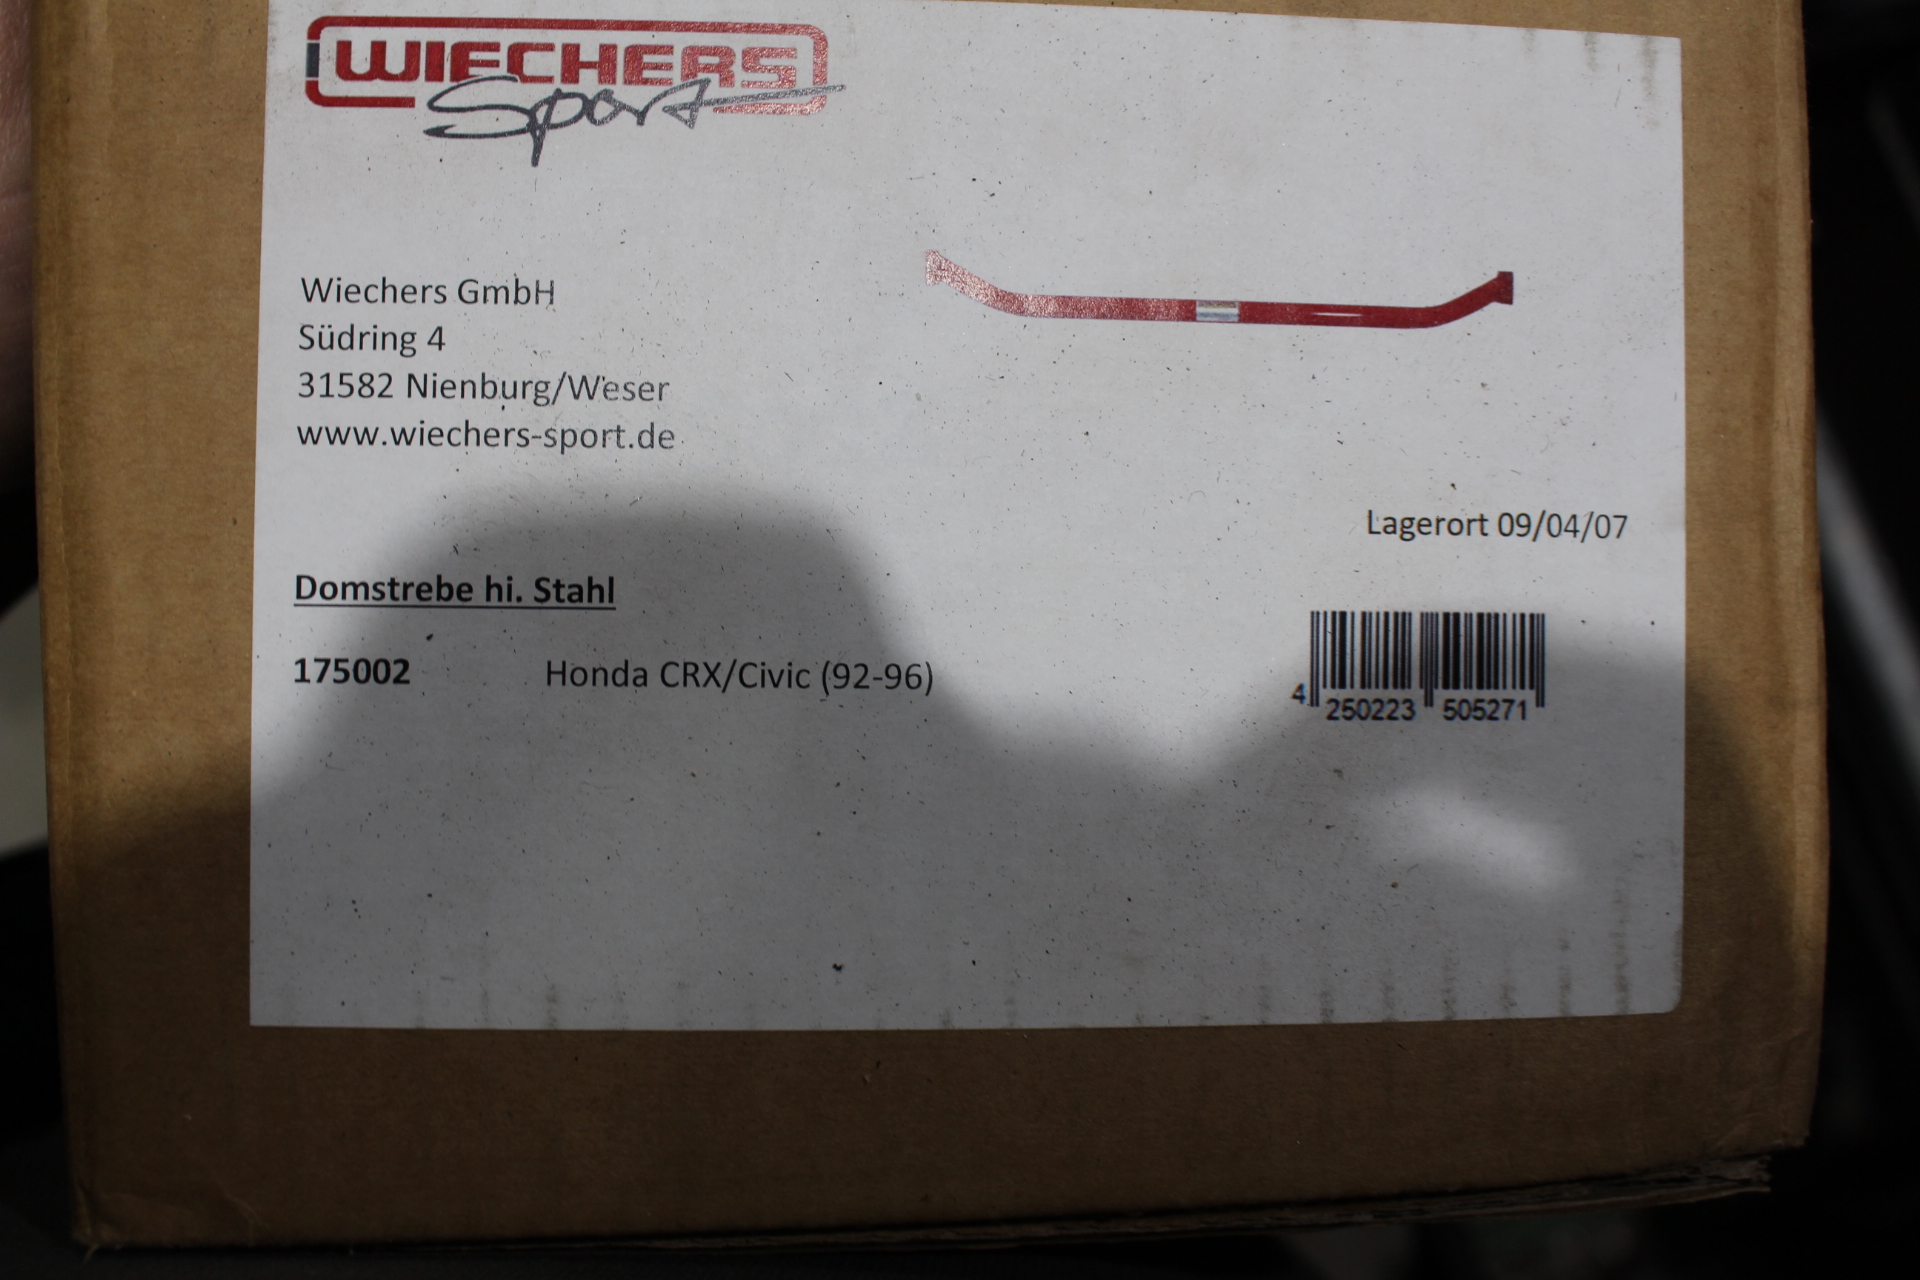 WIECHERS
Sport
Wiechers GmbH
Südring 4
31582 Nienburg/Weser
www.wiechers-sport.de
Lagerort 09/04/07
Domstrebe hi. Stahl
175002 Honda CRX/Civic (92-96)
4 250223 505271